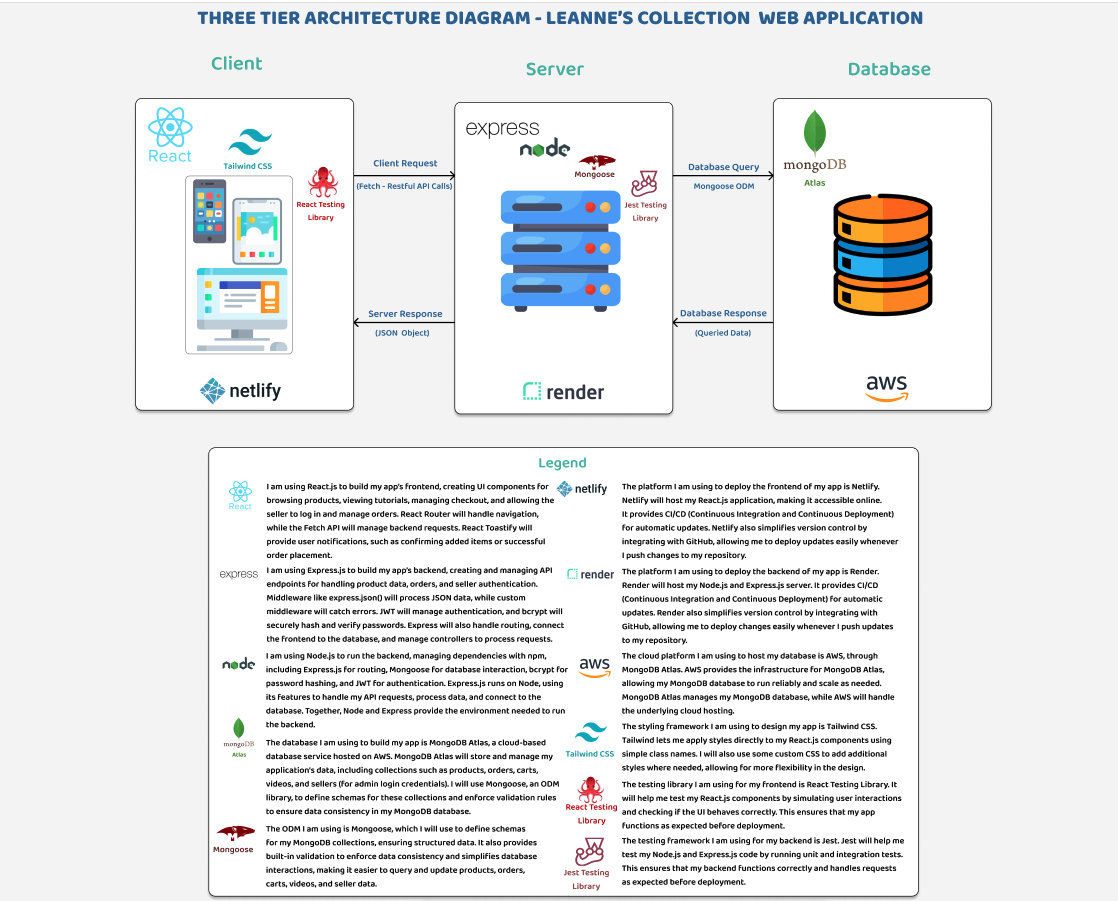 THREE TIER ARCHITECTURE DIAGRAM - LEANNE'S COLLECTION WEB APPLICATION
Client
Server
Database
React
Tailwind CSS
React Testing
Library
netlify
Client Request
(Fetch - Restful API Calls)
Server Response
(JSON Object)
express
node
Mongoose
Jest Testing
Library
render
Database Query
Mongoose ODM
Database Response
(Queried Data)
mongoDB
Atlas
aws
Legend
React
I am using React.js to build my app's frontend, creating UI components for
browsing products, viewing tutorials, managing checkout, and allowing the
seller to log in and manage orders. React Router will handle navigation,
while the Fetch API will manage backend requests. React Toastify will
provide user notifications, such as confirming added items or successful
order placement.
express
I am using Express.js to build my app's backend, creating and managing API
endpoints for handling product data, orders, and seller authentication.
Middleware like express.json() will process JSON data, while custom
middleware will catch errors. JWT will manage authentication, and bcrypt will
securely hash and verify passwords. Express will also handle routing, connect
the frontend to the database, and manage controllers to process requests.
node
I am using Node.js to run the backend, managing dependencies with npm,
including Express.js for routing, Mongoose for database interaction, bcrypt for
password hashing, and JWT for authentication. Express.js runs on Node, using
its features to handle my API requests, process data, and connect to the
database. Together, Node and Express provide the environment needed to run
the backend.
mongoDB
Atlas
The database I am using to build my app is MongoDB Atlas, a cloud-based
database service hosted on AWS. MongoDB Atlas will store and manage my
application's data, including collections such as products, orders, carts,
videos, and sellers (for admin login credentials). I will use Mongoose, an ODM
library, to define schemas for these collections and enforce validation rules
to ensure data consistency in my MongoDB database.
Mongoose
The ODM I am using is Mongoose, which I will use to define schemas
for my MongoDB collections, ensuring structured data. It also provides
built-in validation to enforce data consistency and simplifies database
interactions, making it easier to query and update products, orders,
carts, videos, and seller data.
netlify
The platform I am using to deploy the frontend of my app is Netlify.
Netlify will host my React.js application, making it accessible online.
It provides CI/CD (Continuous Integration and Continuous Deployment)
for automatic updates. Netlify also simplifies version control by
integrating with GitHub, allowing me to deploy updates easily whenever
I push changes to my repository.
render
The platform I am using to deploy the backend of my app is Render.
Render will host my Node.js and Express.js server. It provides CI/CD
(Continuous Integration and Continuous Deployment) for automatic
updates. Render also simplifies version control by integrating with
GitHub, allowing me to deploy changes easily whenever I push updates
to my repository.
aws
The cloud platform I am using to host my database is AWS, through
MongoDB Atlas. AWS provides the infrastructure for MongoDB Atlas,
allowing my MongoDB database to run reliably and scale as needed.
MongoDB Atlas manages my MongoDB database, while AWS will handle
the underlying cloud hosting.
Tailwind CSS
The styling framework I am using to design my app is Tailwind CSS.
Tailwind lets me apply styles directly to my React.js components using
simple class names. I will also use some custom CSS to add additional
styles where needed, allowing for more flexibility in the design.
React Testing
Library
The testing library I am using for my frontend is React Testing Library. It
will help me test my React.js components by simulating user interactions
and checking if the UI behaves correctly. This ensures that my app
functions as expected before deployment.
Jest Testing
Library
The testing framework I am using for my backend is Jest. Jest will help me
test my Node.js and Express.js code by running unit and integration tests.
This ensures that my backend functions correctly and handles requests
as expected before deployment.